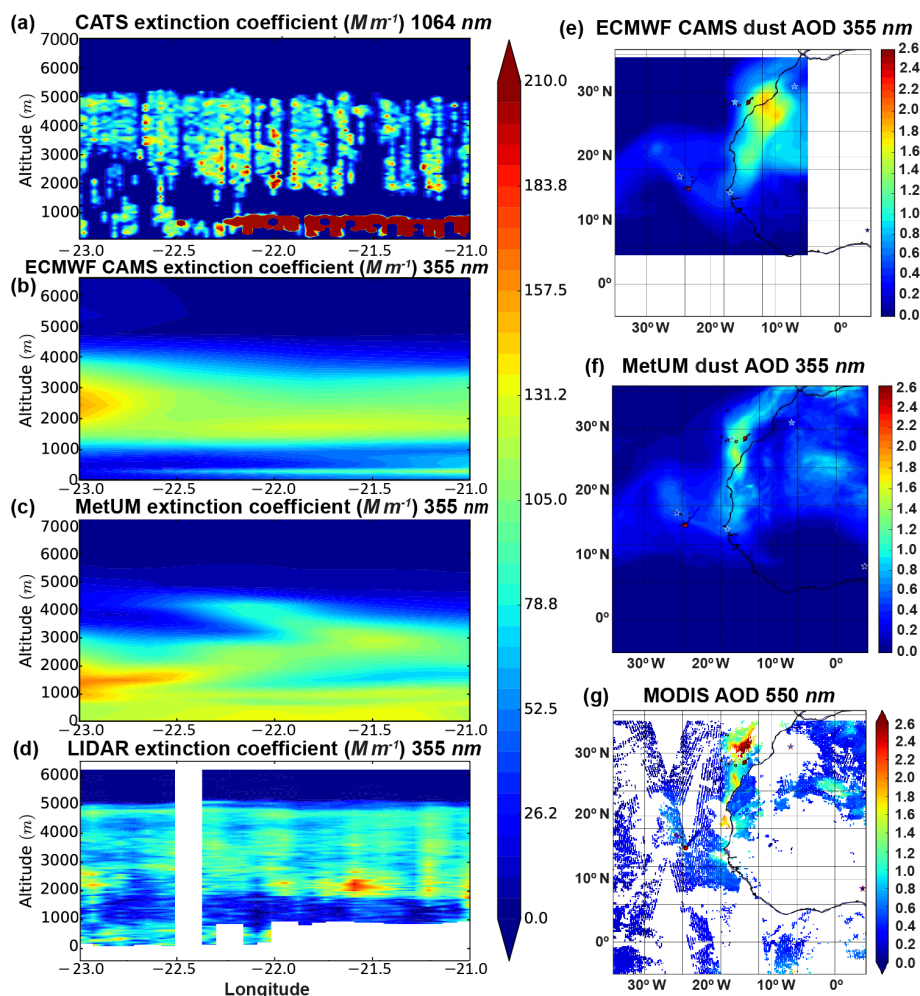 (a) CATS extinction coefficient (M m⁻¹) 1064 nm
7000
6000
5000
4000
3000
2000
1000
Altitude (m)
−23.0 −22.5 −22.0 −21.5 −21.0
ECMWF CAMS extinction coefficient (M m⁻¹) 355 nm
(b)
6000
5000
4000
3000
2000
1000
0
Altitude (m)
−23.0 −22.5 −22.0 −21.5 −21.0
MetUM extinction coefficient (M m⁻¹) 355 nm
(c)
7000
6000
5000
4000
3000
2000
1000
0
Altitude (m)
−23.0 −22.5 −22.0 −21.5 −21.0
(d) LIDAR extinction coefficient (M m⁻¹) 355 nm
6000
5000
4000
3000
2000
1000
0
Altitude (m)
−23.0 −22.5 −22.0 −21.5 −21.0
Longitude
210.0
183.8
157.5
131.2
105.0
78.8
52.5
26.2
0.0
(e) ECMWF CAMS dust AOD 355 nm
30° N
20° N
10° N
0°
30° W 20° W 10° W 0°
2.6
2.4
2.2
2.0
1.8
1.6
1.4
1.2
1.0
0.8
0.6
0.4
0.2
0.0
(f) MetUM dust AOD 355 nm
30° N
20° N
10° N
0°
30° W 20° W 10° W 0°
2.6
2.4
2.2
2.0
1.8
1.6
1.4
1.2
1.0
0.8
0.6
0.4
0.2
0.0
(g) MODIS AOD 550 nm
30° N
20° N
10° N
0°
30° W 20° W 10° W 0°
2.6
2.4
2.2
2.0
1.8
1.6
1.4
1.2
1.0
0.8
0.6
0.4
0.2
0.0